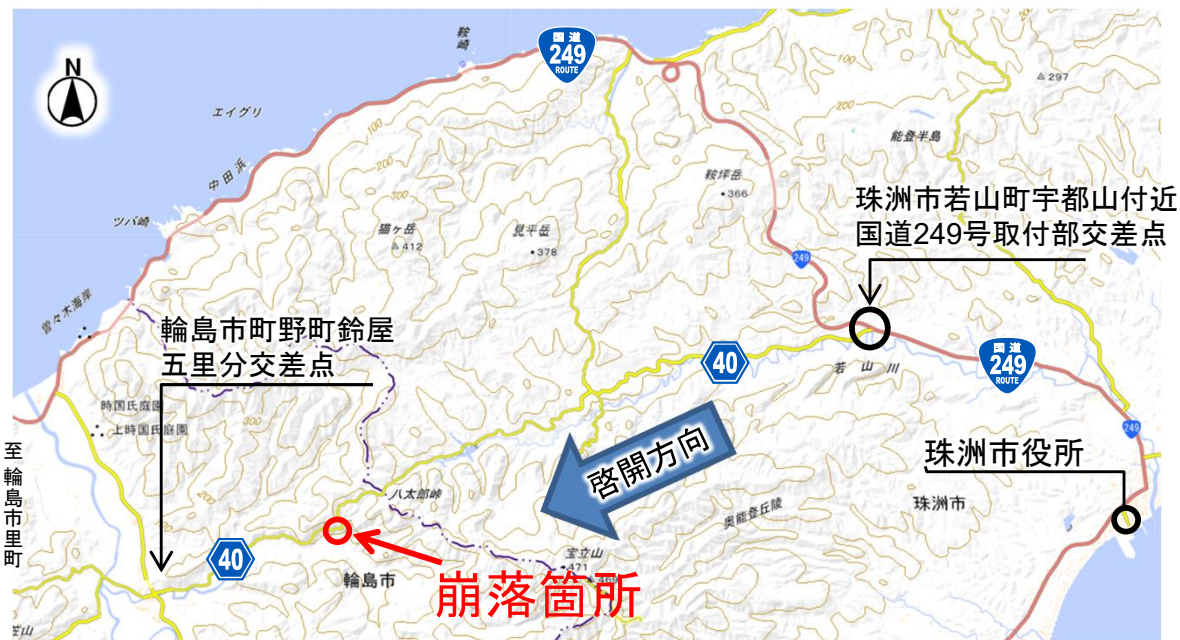 N
鞍崎
国道
249
ROUTE
エイグリ
100
297
200
能登半島
中田浜
100
200
300
鞍坪岳
366
珠洲市若山町宇都山付近
国道249号取付部交差点
ツバ崎
猫ヶ岳
412
見平岳
378
249
曽々木海岸
輪島市町野町鈴屋
五里分交差点
40
若山川
国道
249
ROUTE
時国氏庭園
上時国氏庭園
300
249
至 輪島市里町
啓開方向
珠洲市役所
八太郎峠
奥能登丘陵
珠洲市
40
宝立山
471
469
輪島市
崩落箇所